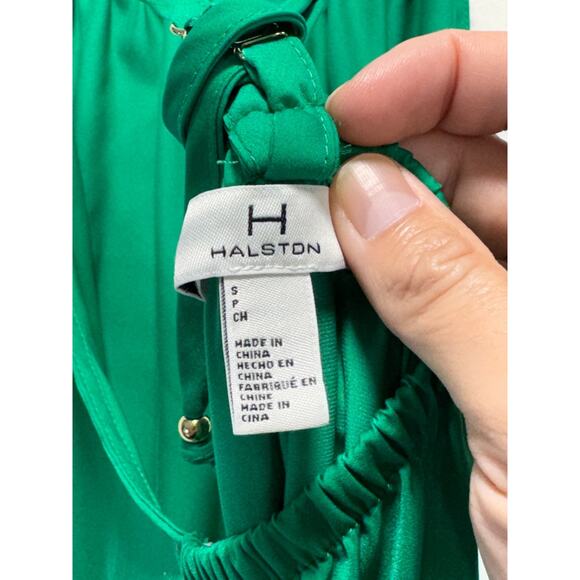 H
HALSTON
S
P
CH
MADE IN
CHINA
HECHO EN
CHINA
FABRIQUÉ EN
CHINE
MADE IN
CINA